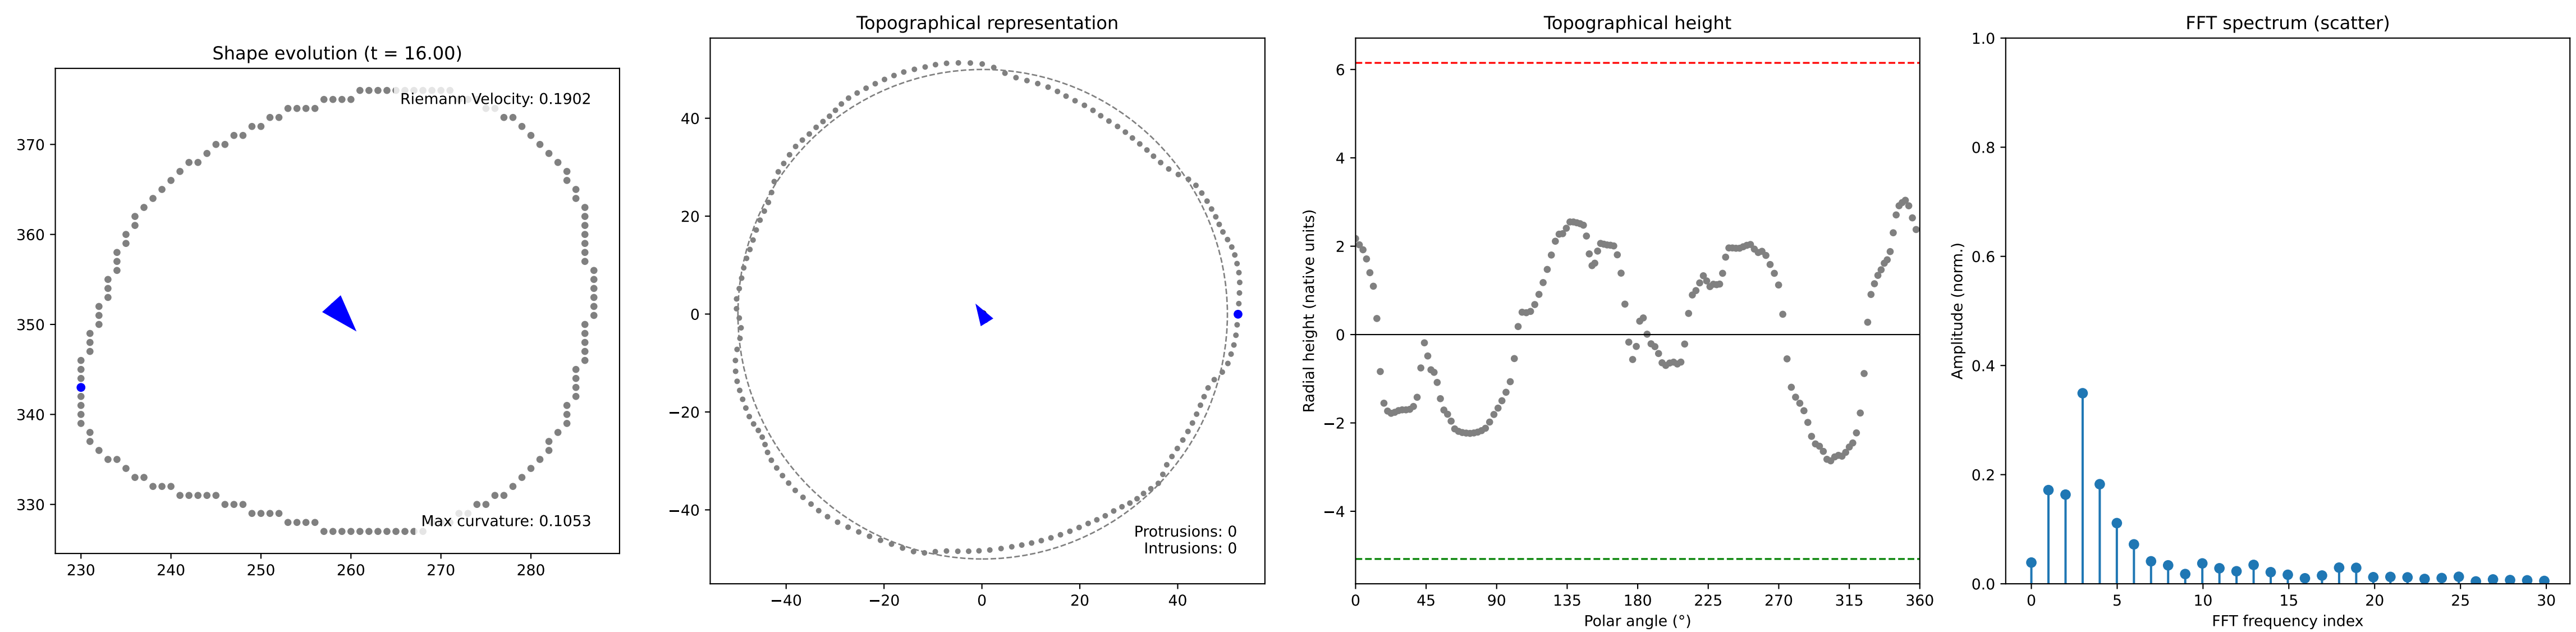 Shape evolution (t = 16.00)
Riemann Velocity: 0.1902
Max curvature: 0.1053
370
360
350
340
330
230 240 250 260 270 280
Topographical representation
40
20
0
−20
−40
−40 −20 0 20 40
Protrusions: 0
Intrusions: 0
Topographical height
Radial height (native units)
6
4
2
0
−2
−4
0 45 90 135 180 225 270 315 360
Polar angle (°)
FFT spectrum (scatter)
Amplitude (norm.)
1.0
0.8
0.6
0.4
0.2
0.0
0 5 10 15 20 25 30
FFT frequency index